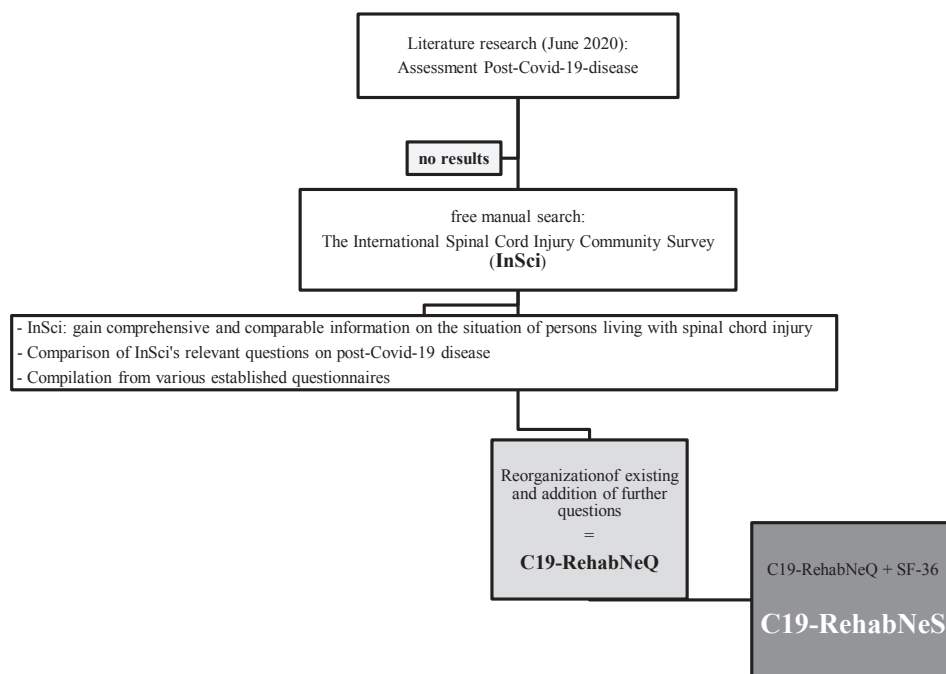 Literature research (June 2020):
Assessment Post-Covid-19-disease
no results
free manual search:
The International Spinal Cord Injury Community Survey
(InSci)
- InSci: gain comprehensive and comparable information on the situation of persons living with spinal chord injury
- Comparison of InSci's relevant questions on post-Covid-19 disease
- Compilation from various established questionnaires
Reorganizationof existing
and addition of further
questions
=
C19-RehabNeQ
C19-RehabNeQ + SF-36
C19-RehabNeS